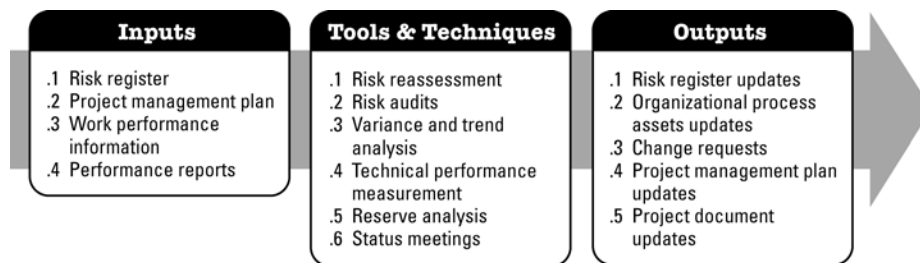 Inputs
.1 Risk register
.2 Project management plan
.3 Work performance
information
.4 Performance reports
Tools & Techniques
.1 Risk reassessment
.2 Risk audits
.3 Variance and trend
analysis
.4 Technical performance
measurement
.5 Reserve analysis
.6 Status meetings
Outputs
.1 Risk register updates
.2 Organizational process
assets updates
.3 Change requests
.4 Project management plan
updates
.5 Project document
updates